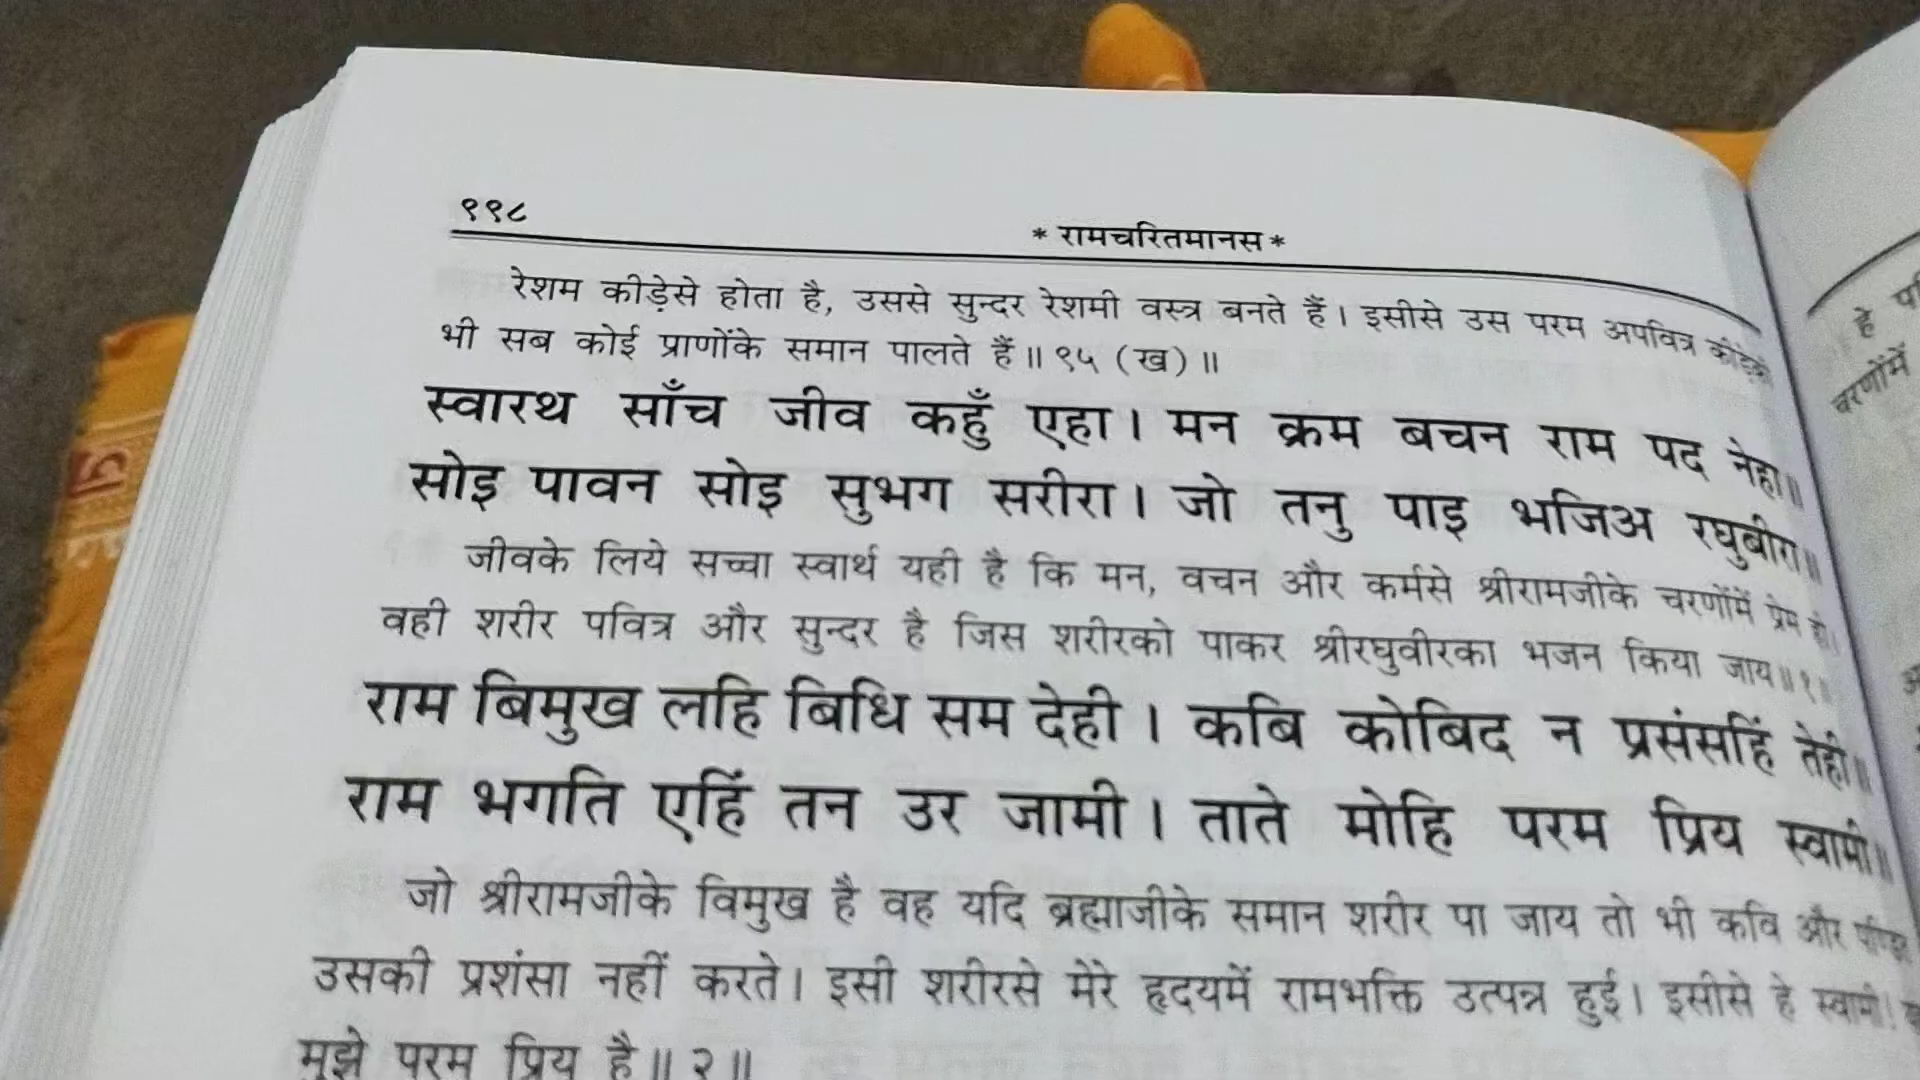 ९९८
* रामचरितमानस *
रेशम कीड़ेसे होता है, उससे सुन्दर रेशमी वस्त्र बनते हैं। इसीसे उस परम अपवित्र कीड़ेको
भी सब कोई प्राणोंके समान पालते हैं॥ ९५ (ख)॥
स्वारथ साँच जीव कहुँ एहा। मन क्रम बचन राम पद नेहा॥
सोइ पावन सोइ सुभग सरीरा। जो तनु पाइ भजिअ रघुबीरा॥
जीवके लिये सच्चा स्वार्थ यही है कि मन, वचन और कर्मसे श्रीरामजीके चरणोंमें प्रेम हो।
वही शरीर पवित्र और सुन्दर है जिस शरीरको पाकर श्रीरघुवीरका भजन किया जाय॥१॥
राम बिमुख लहि बिधि सम देही। कबि कोबिद न प्रसंसहिं तेही॥
राम भगति एहिं तन उर जामी। ताते मोहि परम प्रिय स्वामी॥
जो श्रीरामजीके विमुख है वह यदि ब्रह्माजीके समान शरीर पा जाय तो भी कवि और
उसकी प्रशंसा नहीं करते। इसी शरीरसे मेरे हृदयमें रामभक्ति उत्पन्न हुई। इसीसे हे स्वामी!
मुझे परम प्रिय है॥ २॥
हे
चरणोंमें